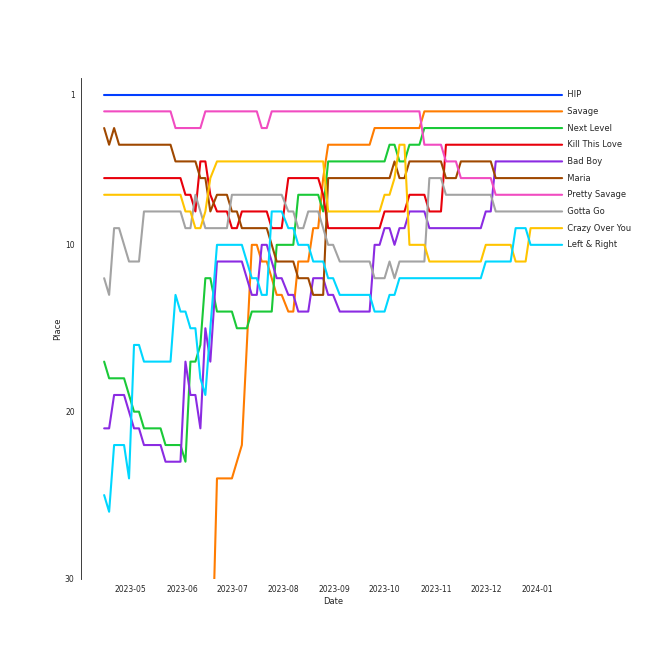 1
10
20
30
Place
HIP
Savage
Next Level
Kill This Love
Bad Boy
Maria
Pretty Savage
Gotta Go
Crazy Over You
Left & Right
2023-05 2023-06 2023-07 2023-08 2023-09 2023-10 2023-11 2023-12 2024-01
Date